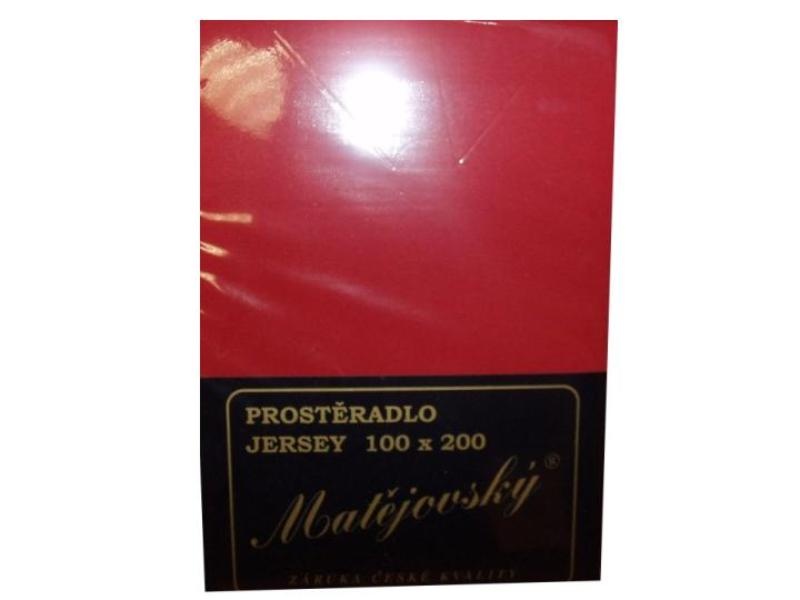 PROSTĚRADLO
JERSEY 100 x 200
Matějovský®
ZÁRUKA ČESKÉ KVALITY